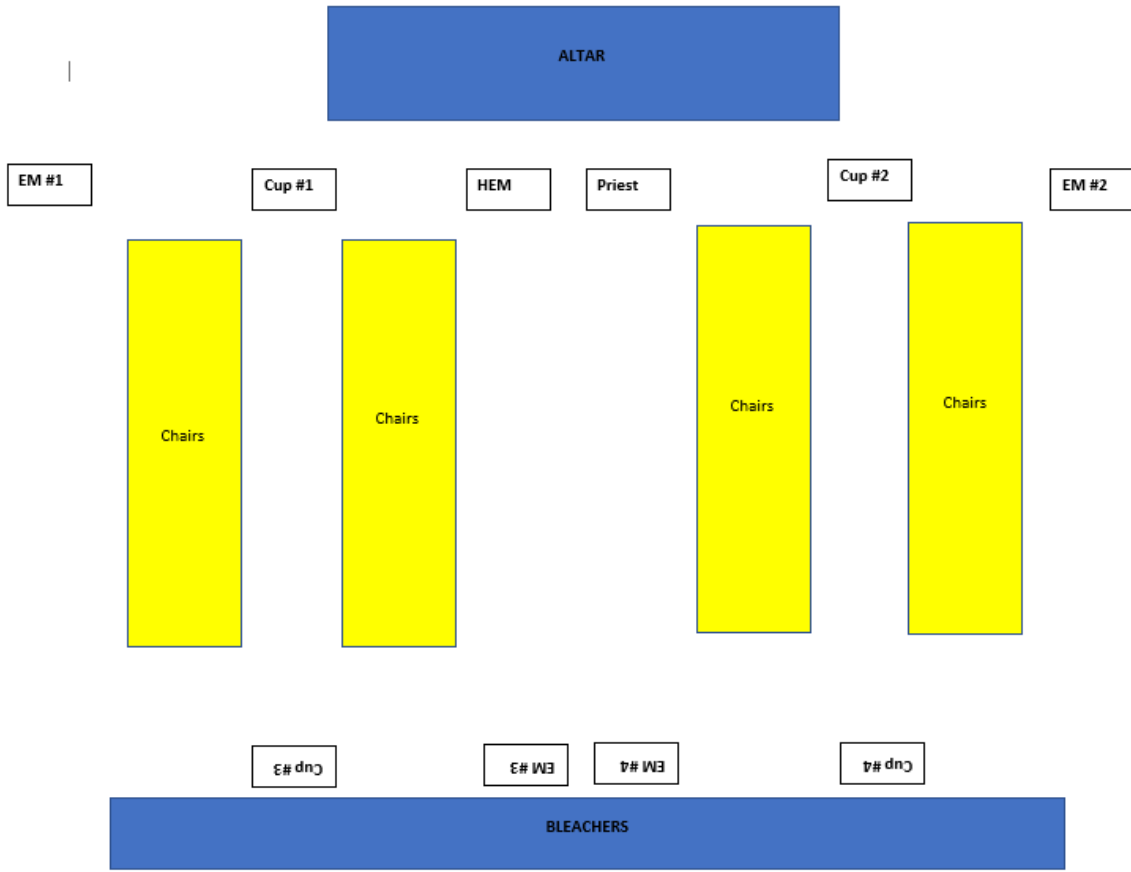 ALTAR
EM #1
Cup #1
HEM
Priest
Cup #2
EM #2
Chairs
Chairs
Chairs
Chairs
Cup #3
EM #3
EM #4
Cup #4
BLEACHERS